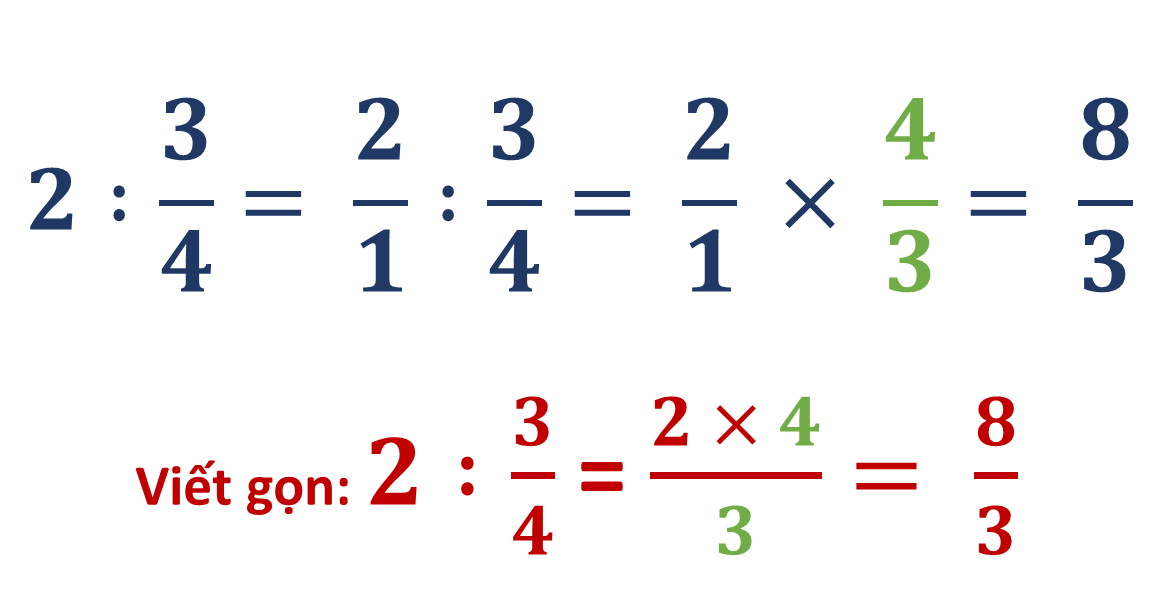 2 : 3/4 = 2/1 : 3/4 = 2/1 × 4/3 = 8/3
Viết gọn: 2 : 3/4 = 2 × 4/3 = 8/3